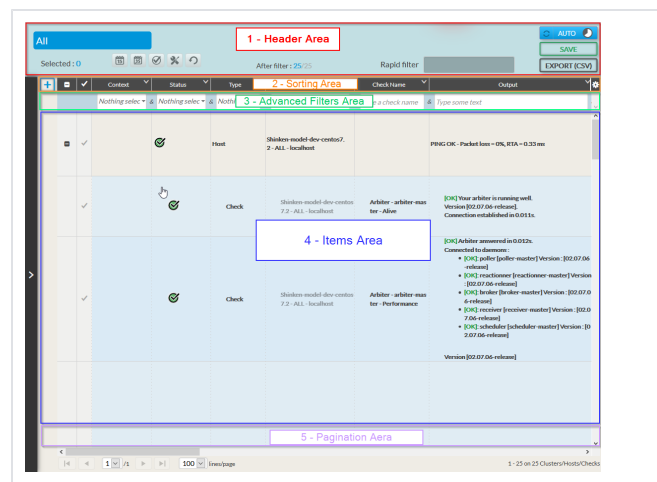 All
1 - Header Area
AUTO
SAVE
EXPORT (CSV)
Selected : 0
After filter : 25/25
Rapid filter
Context
Status
Type
2 - Sorting Area
Check Name
Output
Nothing selec
& Nothing selec
& Nothi
3 - Advanced Filters Area
e a check name
& Type some text
Host
Shinken-model-dev-centos7.
2 - ALL - localhost
PING OK - Packet loss = 0%, RTA = 0.33 ms
Check
Shinken-model-dev-centos
7.2 - ALL - localhost
Arbiter - arbiter-mas
ter - Alive
[OK] Your arbiter is running well.
Version [02.07.06-release].
Connection established in 0.011s.
4 - Items Area
Check
Shinken-model-dev-centos
7.2 - ALL - localhost
Arbiter - arbiter-mas
ter - Performance
[OK] Arbiter answered in 0.012s.
Connected to daemons :
[OK]: poller [poller-master] Version : [02.07.06
-release]
[OK]: reactionner [reactionner-master] Version
: [02.07.06-release]
[OK]: broker [broker-master] Version : [02.07.0
6-release]
[OK]: receiver [receiver-master] Version : [02.0
7.06-release]
[OK]: scheduler [scheduler-master] Version : [0
2.07.06-release]
Version [02.07.06-release]
5 - Pagination Aera
1 /1
100 lines/page
1 - 25 on 25 Clusters/Hosts/Checks